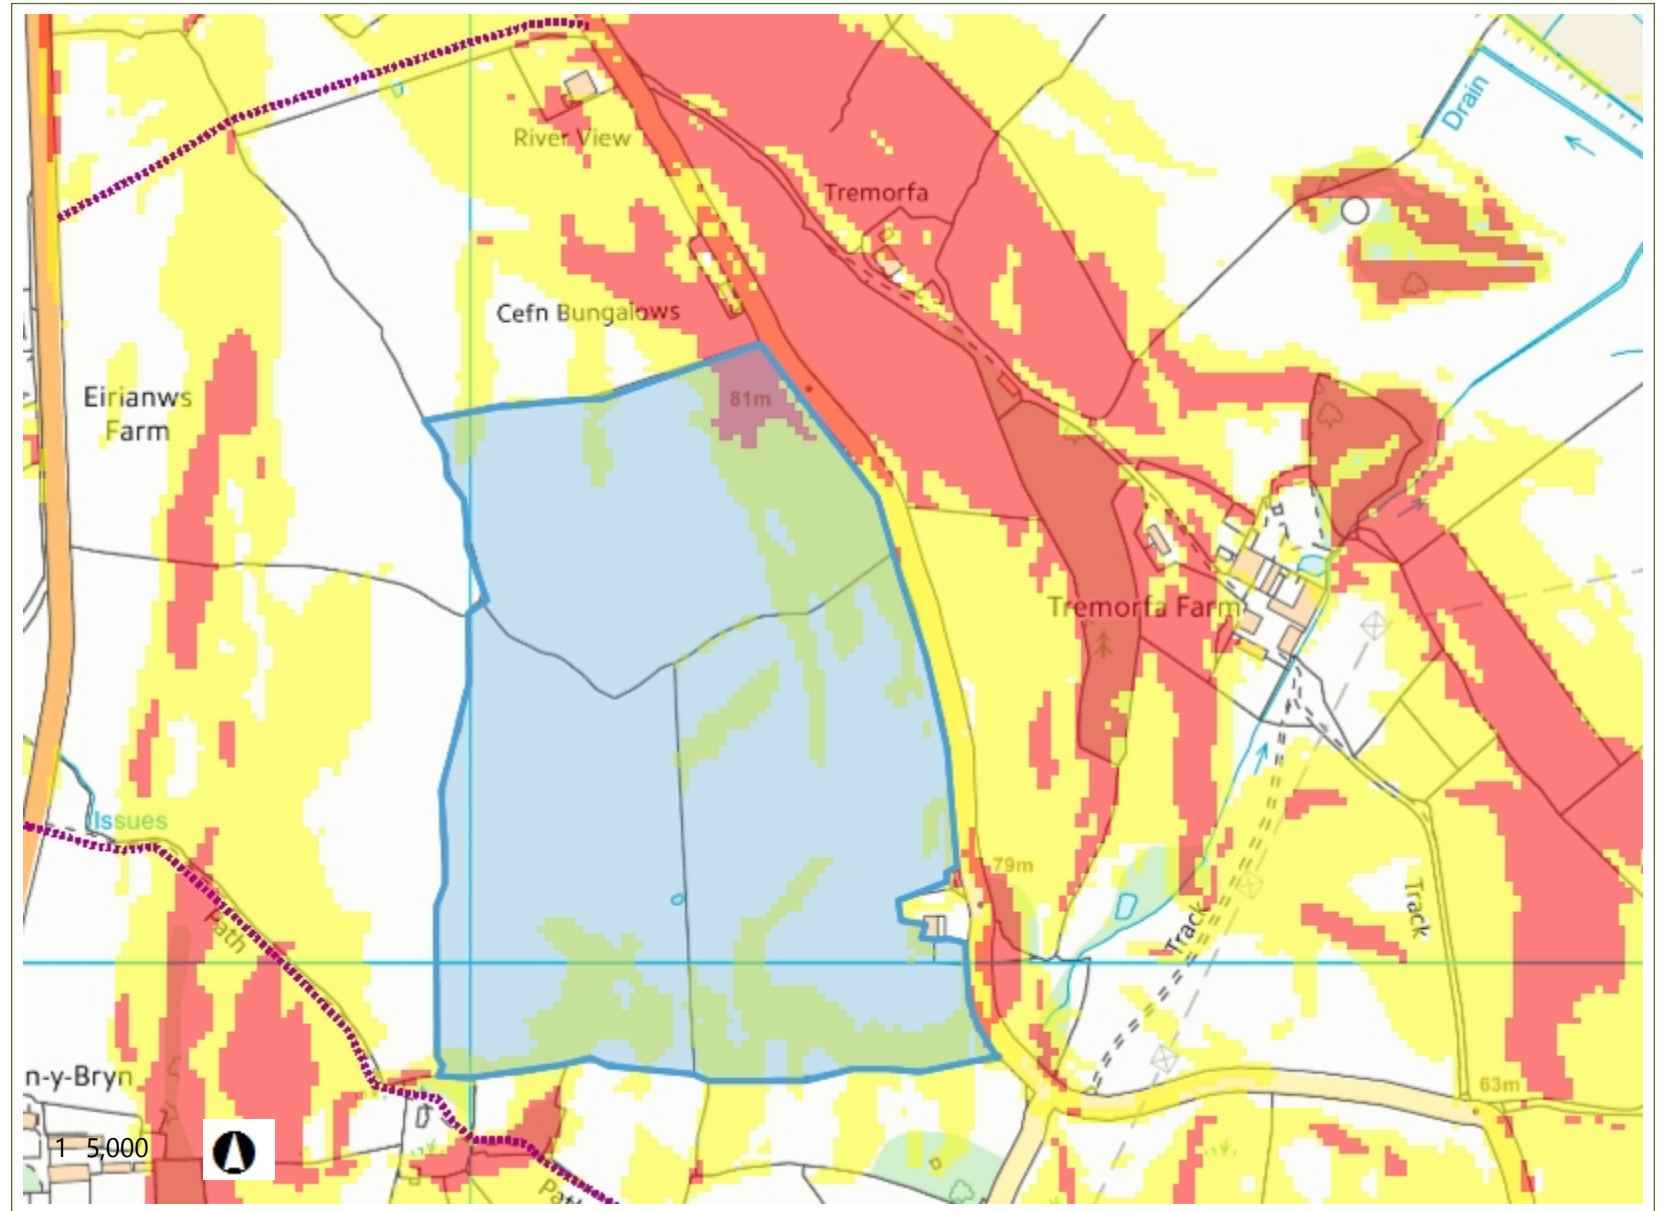 Drain
River View
Tremorfa
Cefn Bungalows
Eirianws
Farm
81m
Tremorfa Farm
Issues
79m
Path
Track
Track
n-y-Bryn
63m
1 5,000
Path